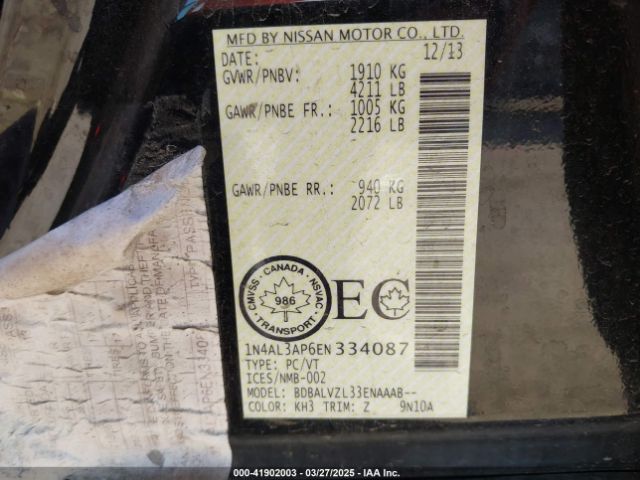 MFD BY NISSAN MOTOR CO., LTD.
DATE: 12/13
GVWR/PNBV: 1910 KG
4211 LB
GAWR/PNBE FR.: 1005 KG
2216 LB
GAWR/PNBE RR.: 940 KG
2072 LB
CMVSS · CANADA · NSVAC
986
TRANSPORT
EC
1N4AL3AP6EN334087
TYPE: PC/VT
ICES/NMB-002
MODEL: BDBALVZL33ENAAAB--
COLOR: KH3 TRIM: Z 9N10A
000-41902003 — 03/27/2025 — IAA Inc.